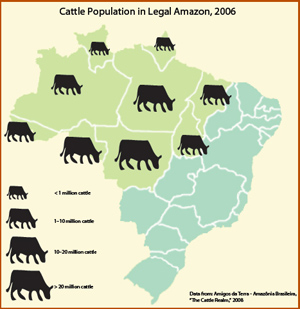 Cattle Population in Legal Amazon, 2006
< 1 million cattle
1–10 million cattle
10–20 million cattle
> 20 million cattle
Data from: Amigos da Terra - Amazônia Brasileira,
"The Cattle Realm," 2008